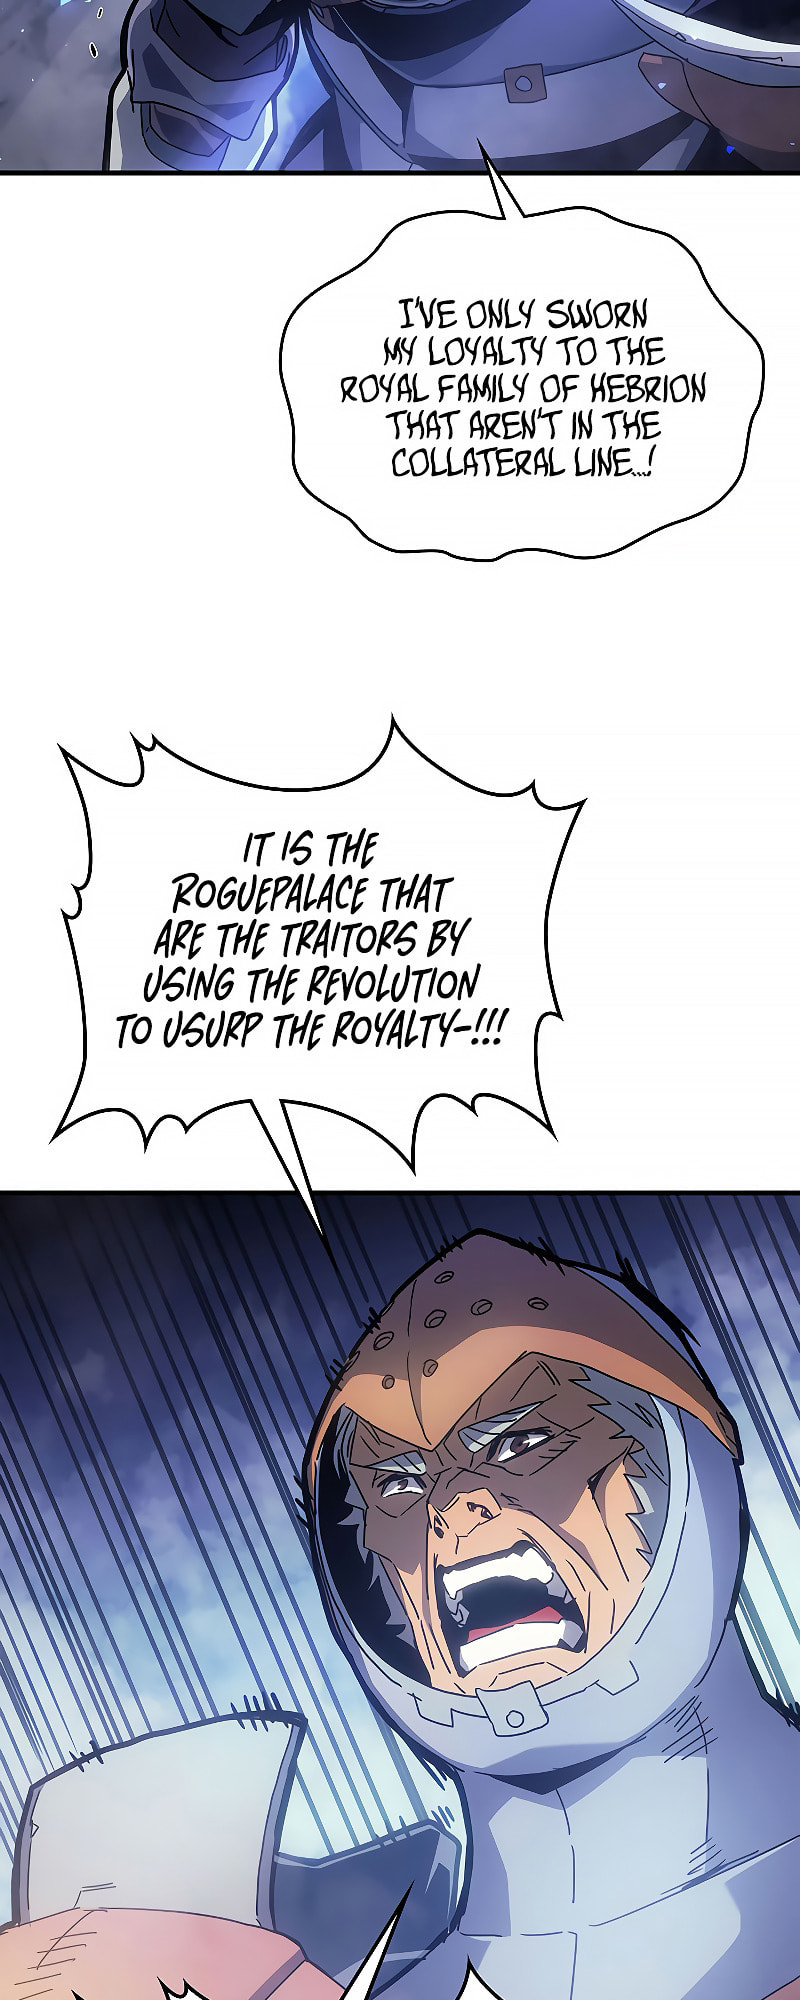 I'VE ONLY SWORN
MY LOYALTY TO THE
ROYAL FAMILY OF HEBRION
THAT AREN'T IN THE
COLLATERAL LINE...!
IT IS THE
ROGUEPALACE THAT
ARE THE TRAITORS BY
USING THE REVOLUTION
TO USURP THE ROYALTY-!!!